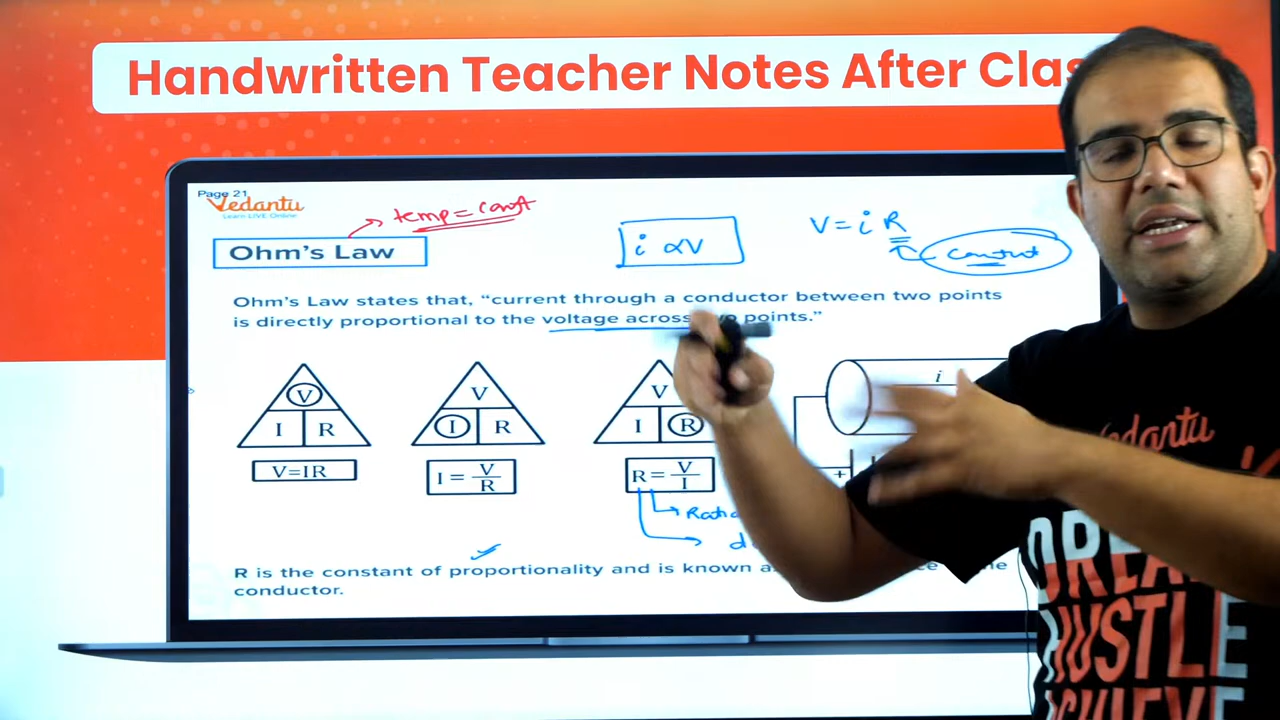 Handwritten Teacher Notes After
Page 21
Vedantu
Learn LIVE Online
temp = const
Ohm's Law
i ∝ V
V = i R
Ohm's Law states that, “current through a conductor between two points
is directly proportional to the voltage across points.”
V
I R
V=IR
V
I R
I = V/R
V
I R
R = V/I
i
+
R is the constant of proportionality and is known
conductor.
Vedantu
HUSTLE